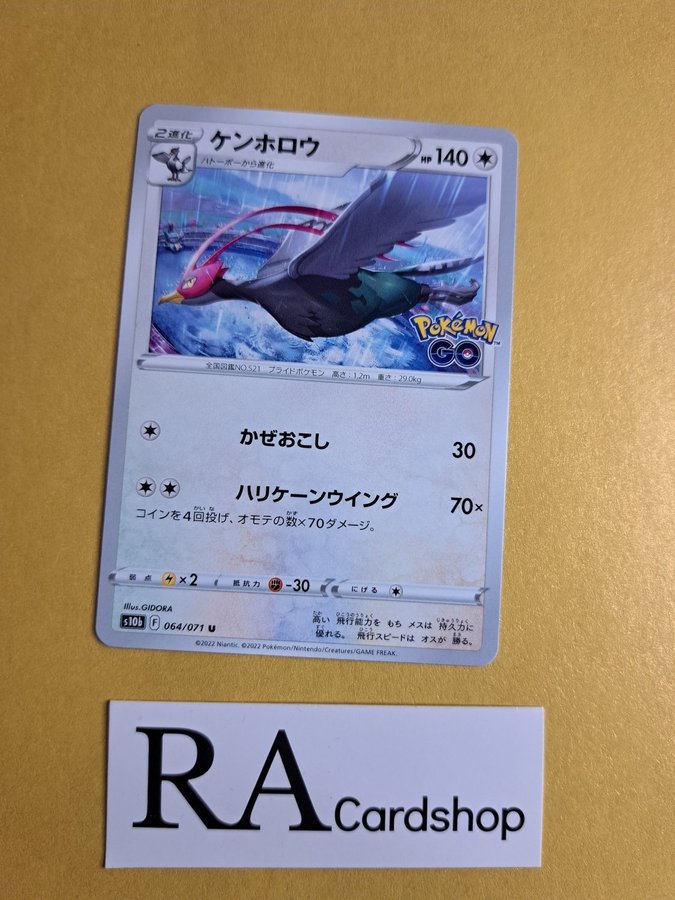 2進化
ケンホロウ
HP 140
ハトーボーから進化
Pokémon GO™
全国図鑑NO.521 プライドポケモン 高さ:1.2m 重さ:29.0kg
かぜおこし 30
ハリケーンウイング 70×
コインを4回投げ、オモテの数×70ダメージ。
弱点 ×2 抵抗力 -30 にげる
Illus.GIDORA
s10b F 064/071 U
高い 飛行能力を もち メスは 持久力に
優れる。飛行スピードは オスが 勝る。
©2022 Niantic. ©2022 Pokémon/Nintendo/Creatures/GAME FREAK.
RA Cardshop